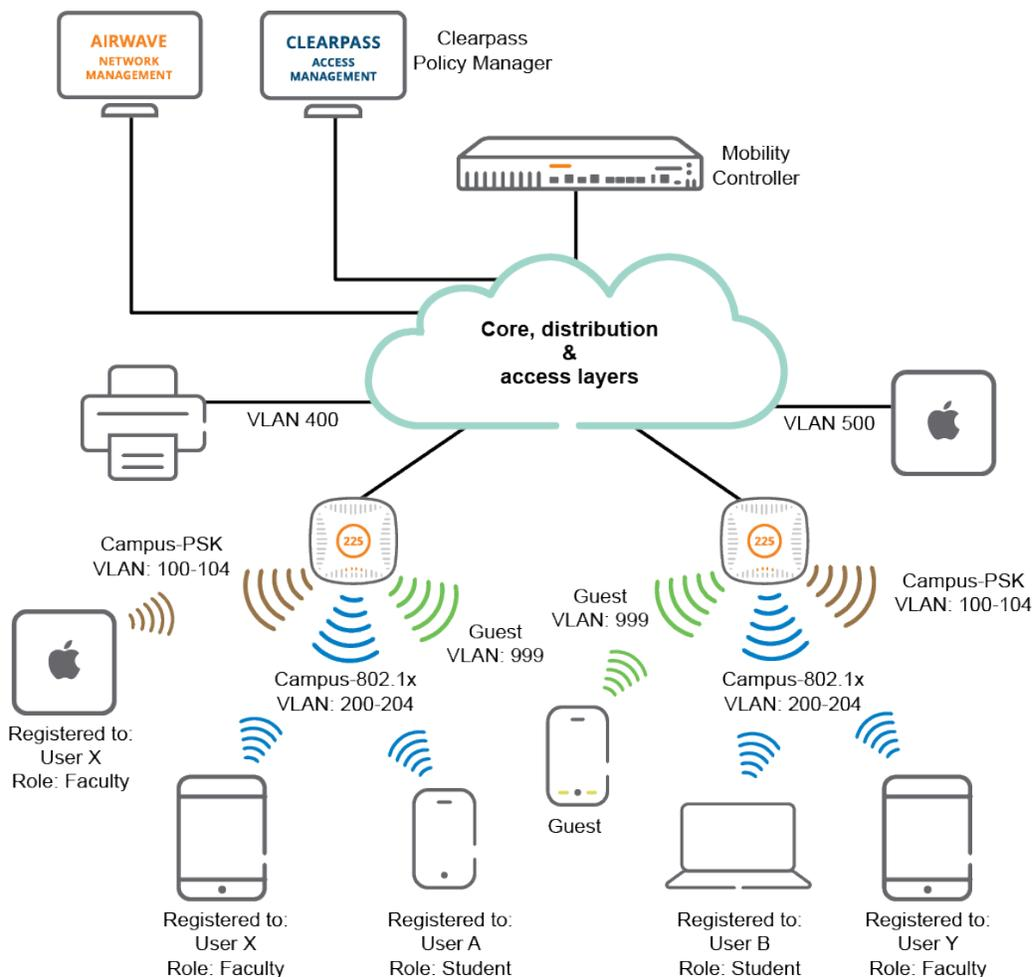 AIRWAVE
NETWORK
MANAGEMENT
CLEARPASS
ACCESS
MANAGEMENT
Clearpass
Policy Manager
Mobility
Controller
Core, distribution
&
access layers
VLAN 400
VLAN 500
225
225
Campus-PSK
VLAN: 100-104
Guest
VLAN: 999
Campus-802.1x
VLAN: 200-204
Guest
VLAN: 999
Campus-802.1x
VLAN: 200-204
Campus-PSK
VLAN: 100-104
Registered to:
User X
Role: Faculty
Guest
Registered to:
User X
Role: Faculty
Registered to:
User A
Role: Student
Registered to:
User B
Role: Student
Registered to:
User Y
Role: Faculty